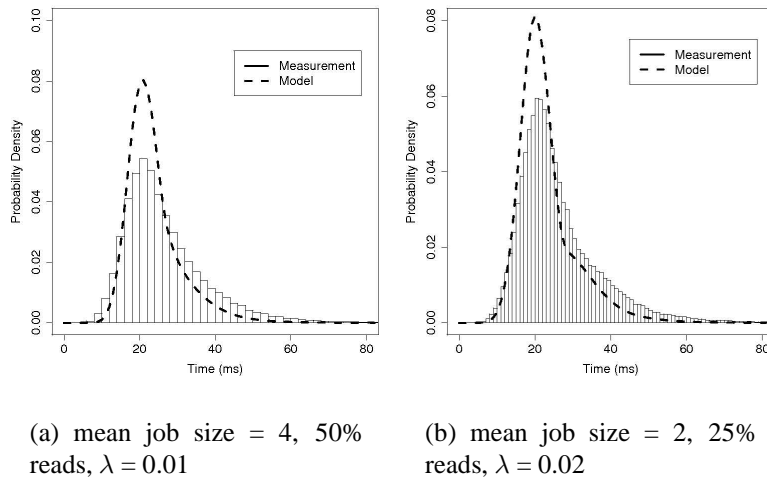 0.10
0.08
0.06
0.04
0.02
0.00
Probability Density
Measurement
Model
0 20 40 60 80
Time (ms)
0.08
0.06
0.04
0.02
0.00
Probability Density
Measurement
Model
0 20 40 60 80
Time (ms)
(a) mean job size = 4, 50%
reads, λ = 0.01
(b) mean job size = 2, 25%
reads, λ = 0.02